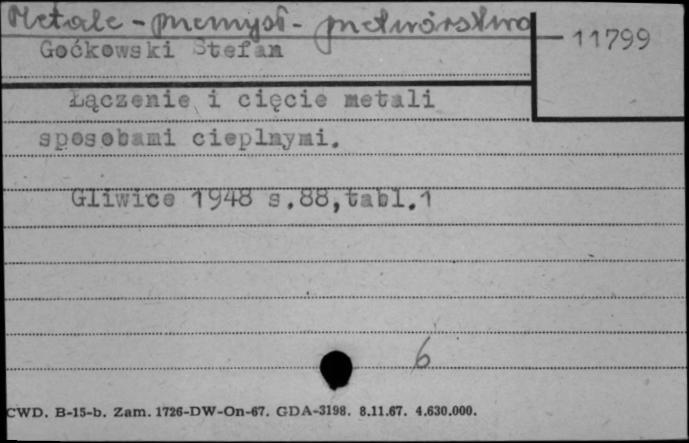 Metale - przemysł - przetwórstwo
Goćkowski Stefan
11799
Łączenie i cięcie metali
sposobami cieplnymi.
Gliwice 1948 s.88,tabl.1
6
CWD. B-15-b. Zam. 1726-DW-On-67. GDA-3198. 8.11.67. 4.630.000.